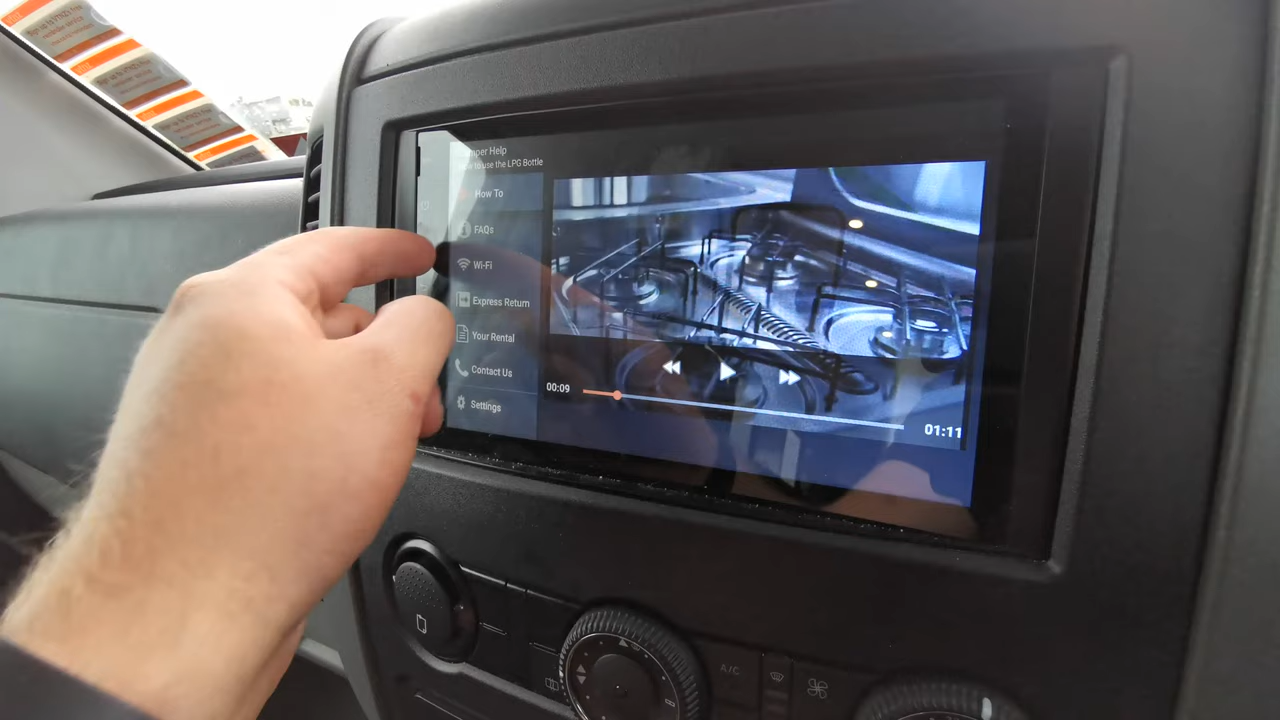 Help
to use the LPG Bottle
How To
FAQs
Wi-Fi
Express Return
Your Rental
Contact Us
Settings
00:09
01:11
A/C